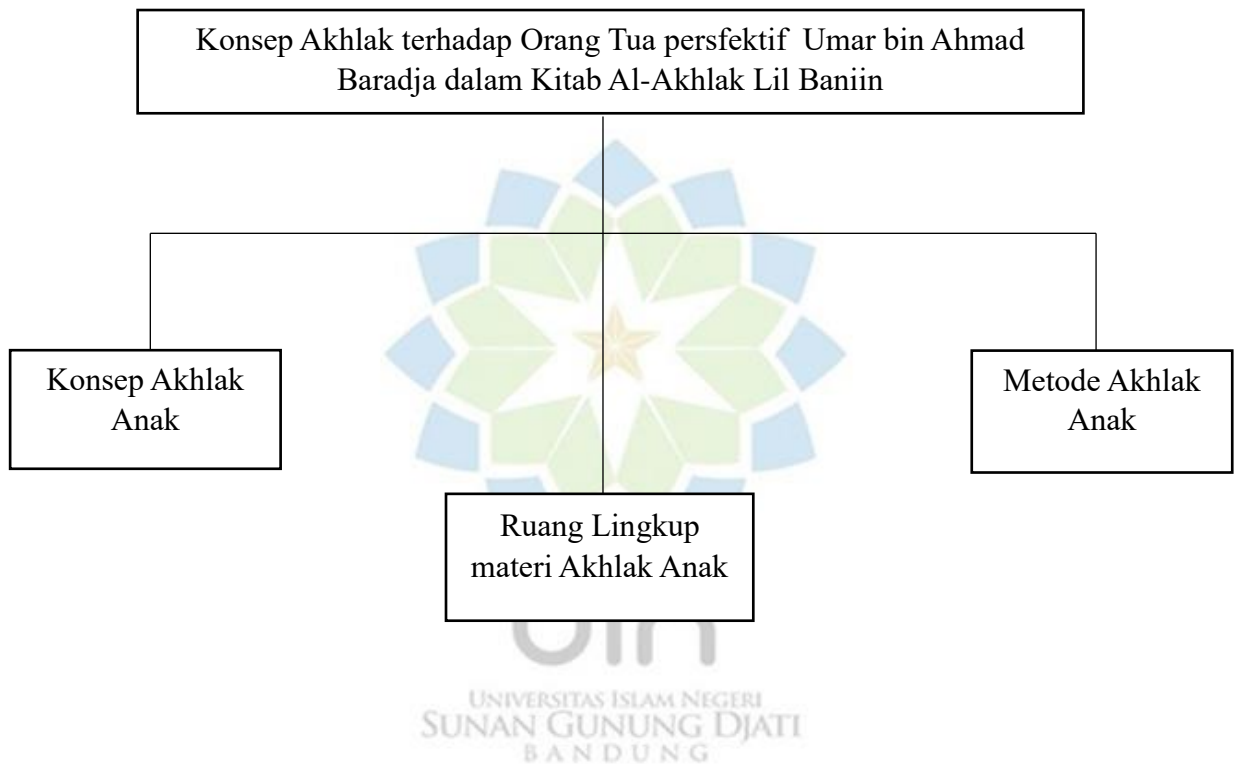 Konsep Akhlak terhadap Orang Tua persfektif Umar bin Ahmad
Baradja dalam Kitab Al-Akhlak Lil Baniin
Konsep Akhlak
Anak
Metode Akhlak
Anak
Ruang Lingkup
materi Akhlak Anak
uin
UNIVERSITAS ISLAM NEGERI
SUNAN GUNUNG DJATI
BANDUNG